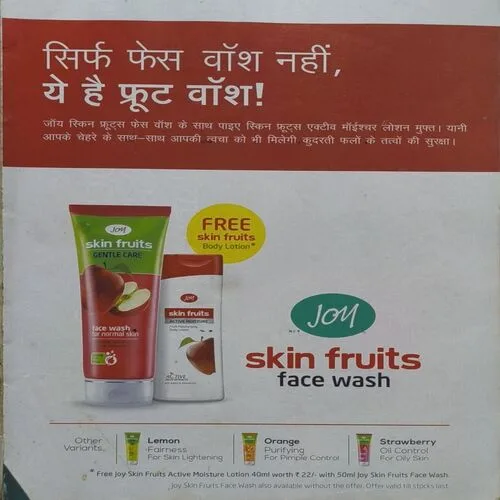 सिर्फ फेस वॉश नहीं,
ये है फ्रूट वॉश!
जॉय स्किन फ्रूट्स फेस वॉश के साथ पाइए स्किन फ्रूट्स एक्टीव मॉईश्चर लोशन मुफ्त। यानी
आपके चेहरे के साथ–साथ आपकी त्वचा को भी मिलेगी कुदरती फलों के तत्वों की सुरक्षा।
FREE
skin fruits
Body Lotion*
JOY
skin fruits
GENTLE CARE
face wash
for normal skin
JOY
skin fruits
ACTIVE MOISTURE
JOY
skin fruits
face wash
Other
Variants
Lemon
Fairness
For Skin Lightening
Orange
Purifying
For Pimple Control
Strawberry
Oil Control
For Oily Skin
* Free Joy Skin Fruits Active Moisture Lotion 40ml worth ₹ 22/- with 50ml Joy Skin Fruits Face Wash.
Joy Skin Fruits Face Wash also available without the offer. Offer valid till stocks last.